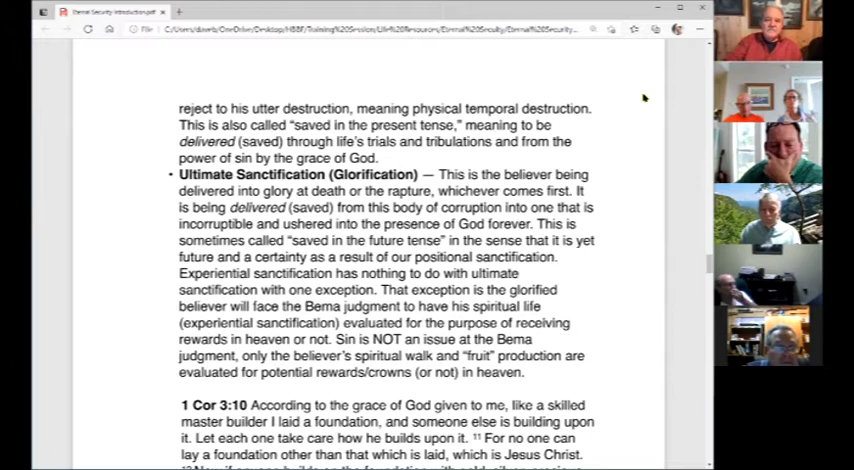 Eternal Security Introduction.pdf
File
reject to his utter destruction, meaning physical temporal destruction.
This is also called “saved in the present tense,” meaning to be
delivered (saved) through life’s trials and tribulations and from the
power of sin by the grace of God.
• Ultimate Sanctification (Glorification) — This is the believer being
delivered into glory at death or the rapture, whichever comes first. It
is being delivered (saved) from this body of corruption into one that is
incorruptible and ushered into the presence of God forever. This is
sometimes called “saved in the future tense” in the sense that it is yet
future and a certainty as a result of our positional sanctification.
Experiential sanctification has nothing to do with ultimate
sanctification with one exception. That exception is the glorified
believer will face the Bema judgment to have his spiritual life
(experiential sanctification) evaluated for the purpose of receiving
rewards in heaven or not. Sin is NOT an issue at the Bema
judgment, only the believer’s spiritual walk and “fruit” production are
evaluated for potential rewards/crowns (or not) in heaven.
1 Cor 3:10 According to the grace of God given to me, like a skilled
master builder I laid a foundation, and someone else is building upon
it. Let each one take care how he builds upon it. 11 For no one can
lay a foundation other than that which is laid, which is Jesus Christ.